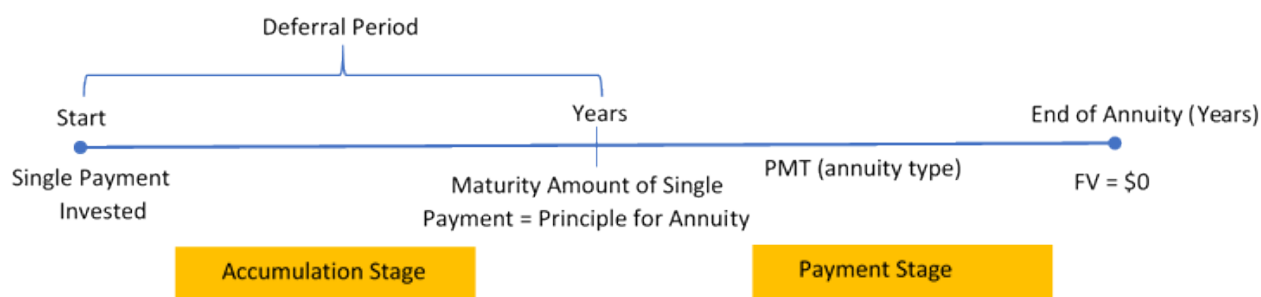 Deferral Period
Start
Years
End of Annuity (Years)
Single Payment
Invested
Maturity Amount of Single
Payment = Principle for Annuity
PMT (annuity type)
FV = $0
Accumulation Stage
Payment Stage